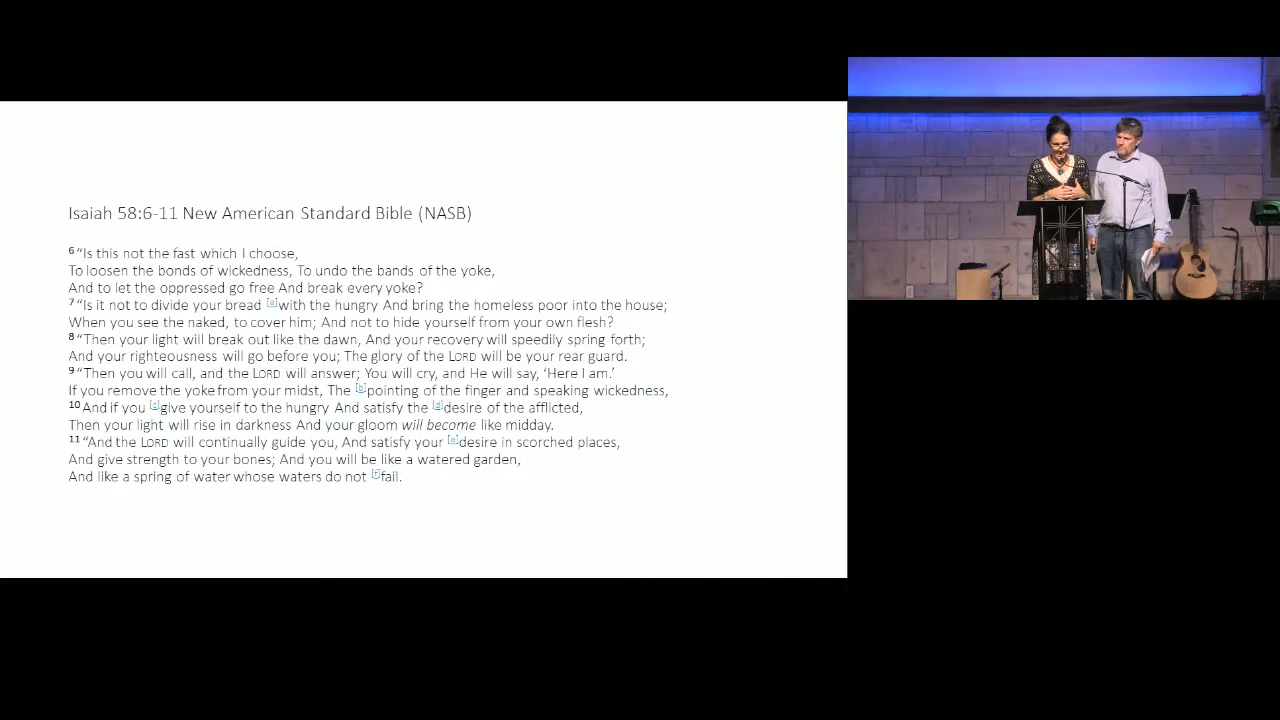 Isaiah 58:6-11 New American Standard Bible (NASB)
6 “Is this not the fast which I choose,
To loosen the bonds of wickedness, To undo the bands of the yoke,
And to let the oppressed go free And break every yoke?
7 “Is it not to divide your bread [a]with the hungry And bring the homeless poor into the house;
When you see the naked, to cover him; And not to hide yourself from your own flesh?
8 “Then your light will break out like the dawn, And your recovery will speedily spring forth;
And your righteousness will go before you; The glory of the LORD will be your rear guard.
9 “Then you will call, and the LORD will answer; You will cry, and He will say, ‘Here I am.’
If you remove the yoke from your midst, The [b]pointing of the finger and speaking wickedness,
10 And if you [c]give yourself to the hungry And satisfy the [d]desire of the afflicted,
Then your light will rise in darkness And your gloom will become like midday.
11 “And the LORD will continually guide you, And satisfy your [e]desire in scorched places,
And give strength to your bones; And you will be like a watered garden,
And like a spring of water whose waters do not [f]fail.